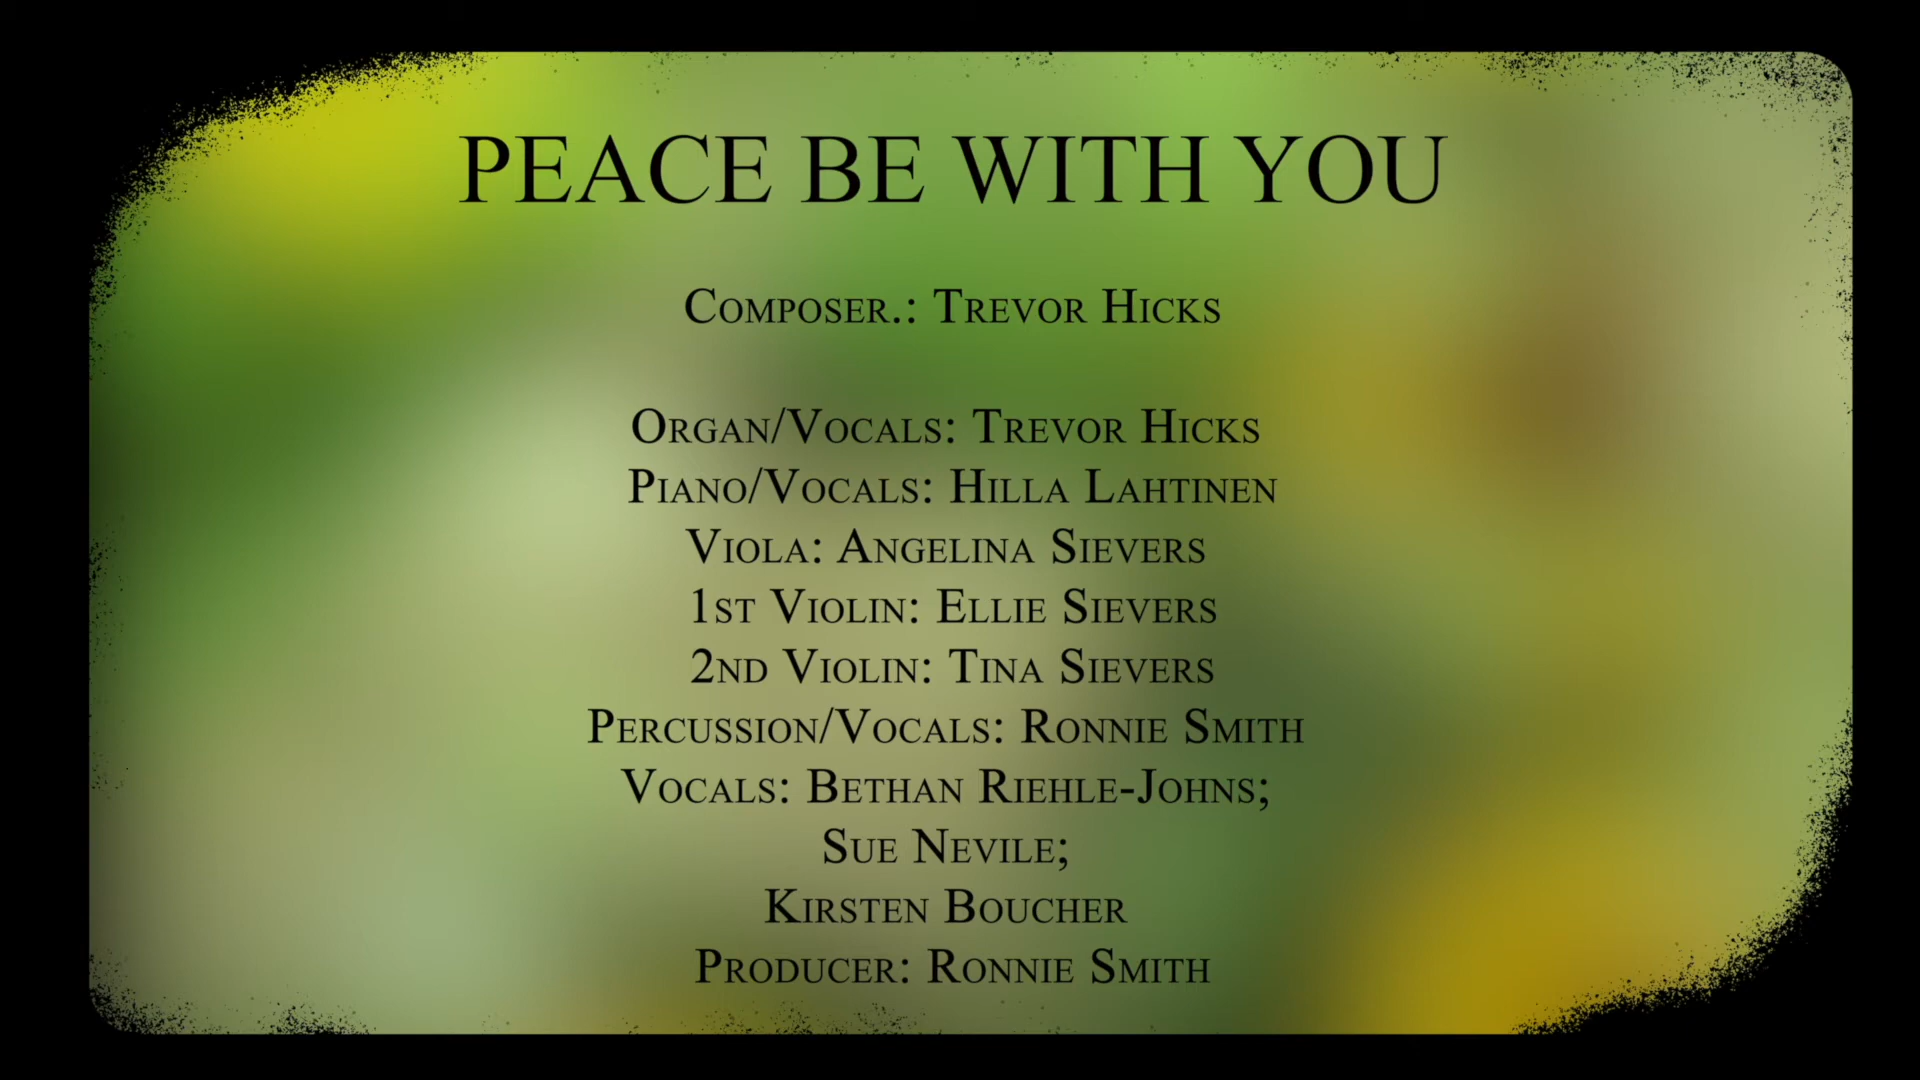 PEACE BE WITH YOU
Composer.: Trevor Hicks
Organ/Vocals: Trevor Hicks
Piano/Vocals: Hilla Lahtinen
Viola: Angelina Sievers
1st Violin: Ellie Sievers
2nd Violin: Tina Sievers
Percussion/Vocals: Ronnie Smith
Vocals: Bethan Riehle-Johns;
Sue Nevile;
Kirsten Boucher
Producer: Ronnie Smith